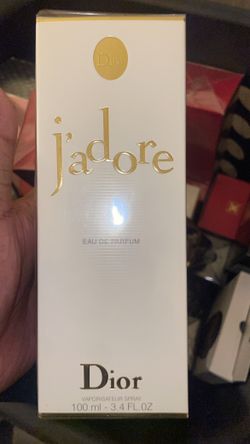 Dior
j'adore
EAU DE PARFUM
Dior
VAPORISATEUR SPRAY
100 ml - 3.4 FL.OZ